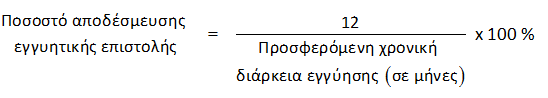 Ποσοστό αποδέσμευσης
εγγυητικής επιστολής
=
12
Προσφερόμενη χρονική
διάρκεια εγγύησης (σε μήνες)
x 100 %